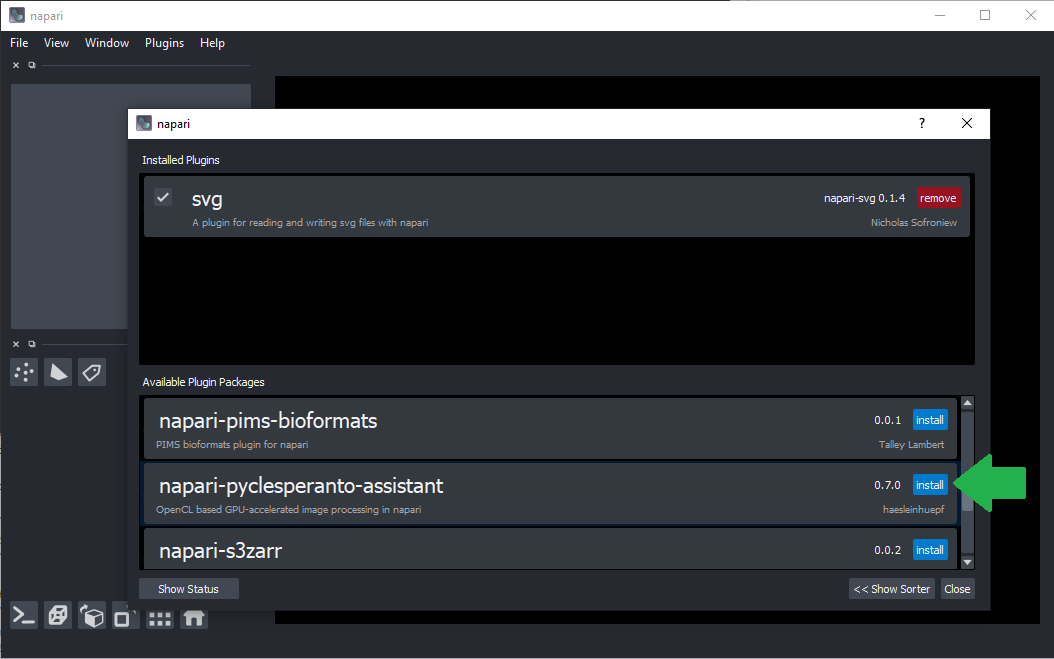 napari
File View Window Plugins Help
napari
?
Installed Plugins
svg
napari-svg 0.1.4 remove
A plugin for reading and writing svg files with napari
Nicholas Sofroniew
Available Plugin Packages
napari-pims-bioformats
0.0.1 install
PIMS bioformats plugin for napari
Talley Lambert
napari-pyclesperanto-assistant
0.7.0 install
OpenCL based GPU-accelerated image processing in napari
haesleinhuepf
napari-s3zarr
0.0.2 install
Show Status
<< Show Sorter Close